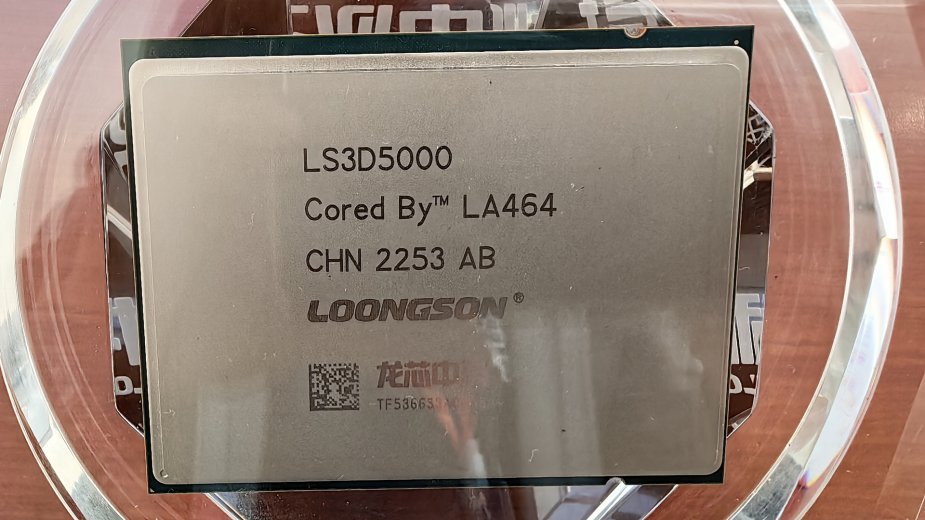 LS3D5000
Cored By™ LA464
CHN 2253 AB
LOONGSON®
龙芯中